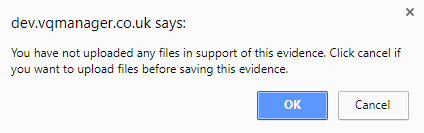 dev.vqmanager.co.uk says:
You have not uploaded any files in support of this evidence. Click cancel if
you want to upload files before saving this evidence.
OK Cancel